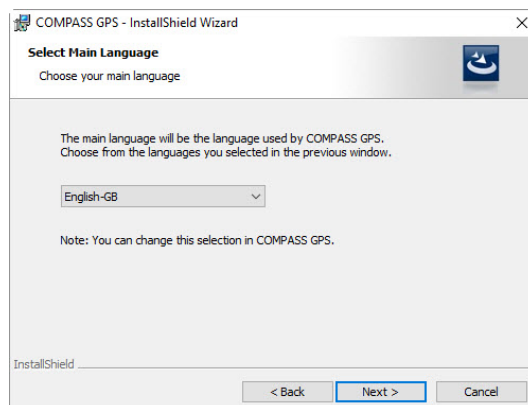 COMPASS GPS - InstallShield Wizard
Select Main Language
Choose your main language
The main language will be the language used by COMPASS GPS.
Choose from the languages you selected in the previous window.
English-GB
Note: You can change this selection in COMPASS GPS.
InstallShield
< Back Next > Cancel